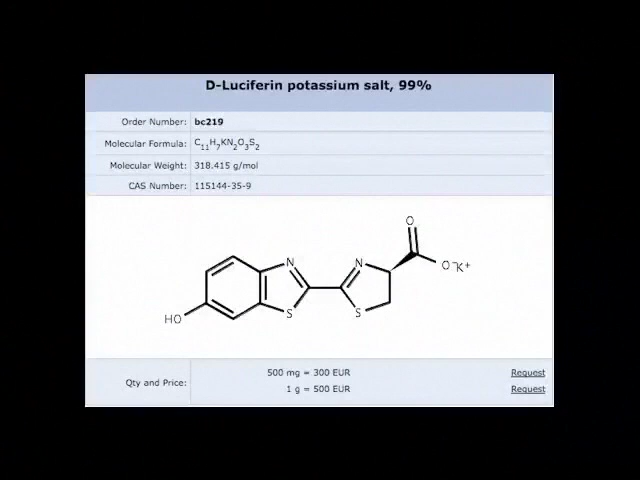 D-Luciferin potassium salt, 99%
Order Number: bc219
Molecular Formula: C11H7KN2O3S2
Molecular Weight: 318.415 g/mol
CAS Number: 115144-35-9
O
N N O⁻K⁺
HO S S
Qty and Price: 500 mg = 300 EUR Request
1 g = 500 EUR Request